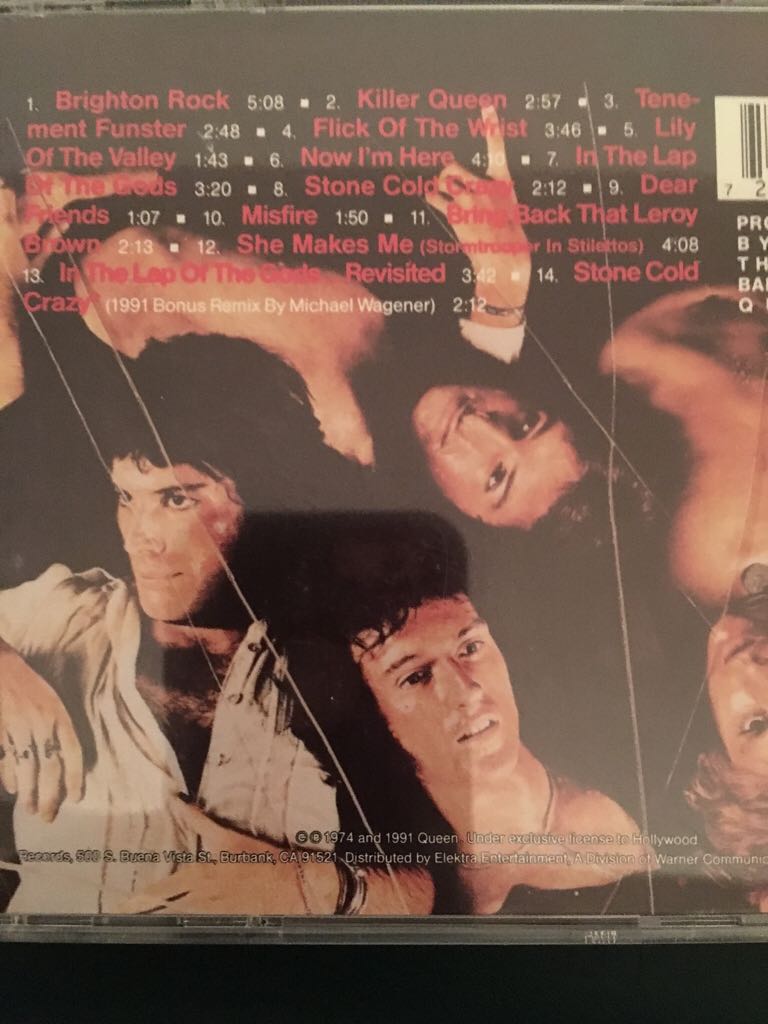 1. Brighton Rock 5:08 ▪ 2. Killer Queen 2:57 ▪ 3. Tene-
ment Funster 2:48 ▪ 4. Flick Of The Wrist 3:46 ▪ 5. Lily
Of The Valley 1:43 ▪ 6. Now I'm Here 4:10 ▪ 7. In The Lap
Of The Gods 3:20 ▪ 8. Stone Cold Crazy 2:12 ▪ 9. Dear
Friends 1:07 ▪ 10. Misfire 1:50 ▪ 11. Bring Back That Leroy
Brown 2:13 ▪ 12. She Makes Me (Stormtrooper In Stilettos) 4:08
13. In The Lap Of The Gods... Revisited 3:42 ▪ 14. Stone Cold
Crazy* (1991 Bonus Remix By Michael Wagener) 2:12
7 2
PRO
BY
TH
BA
QU
©℗ 1974 and 1991 Queen. Under exclusive license to Hollywood
Records, 500 S. Buena Vista St., Burbank, CA 91521. Distributed by Elektra Entertainment, A Division of Warner Communic